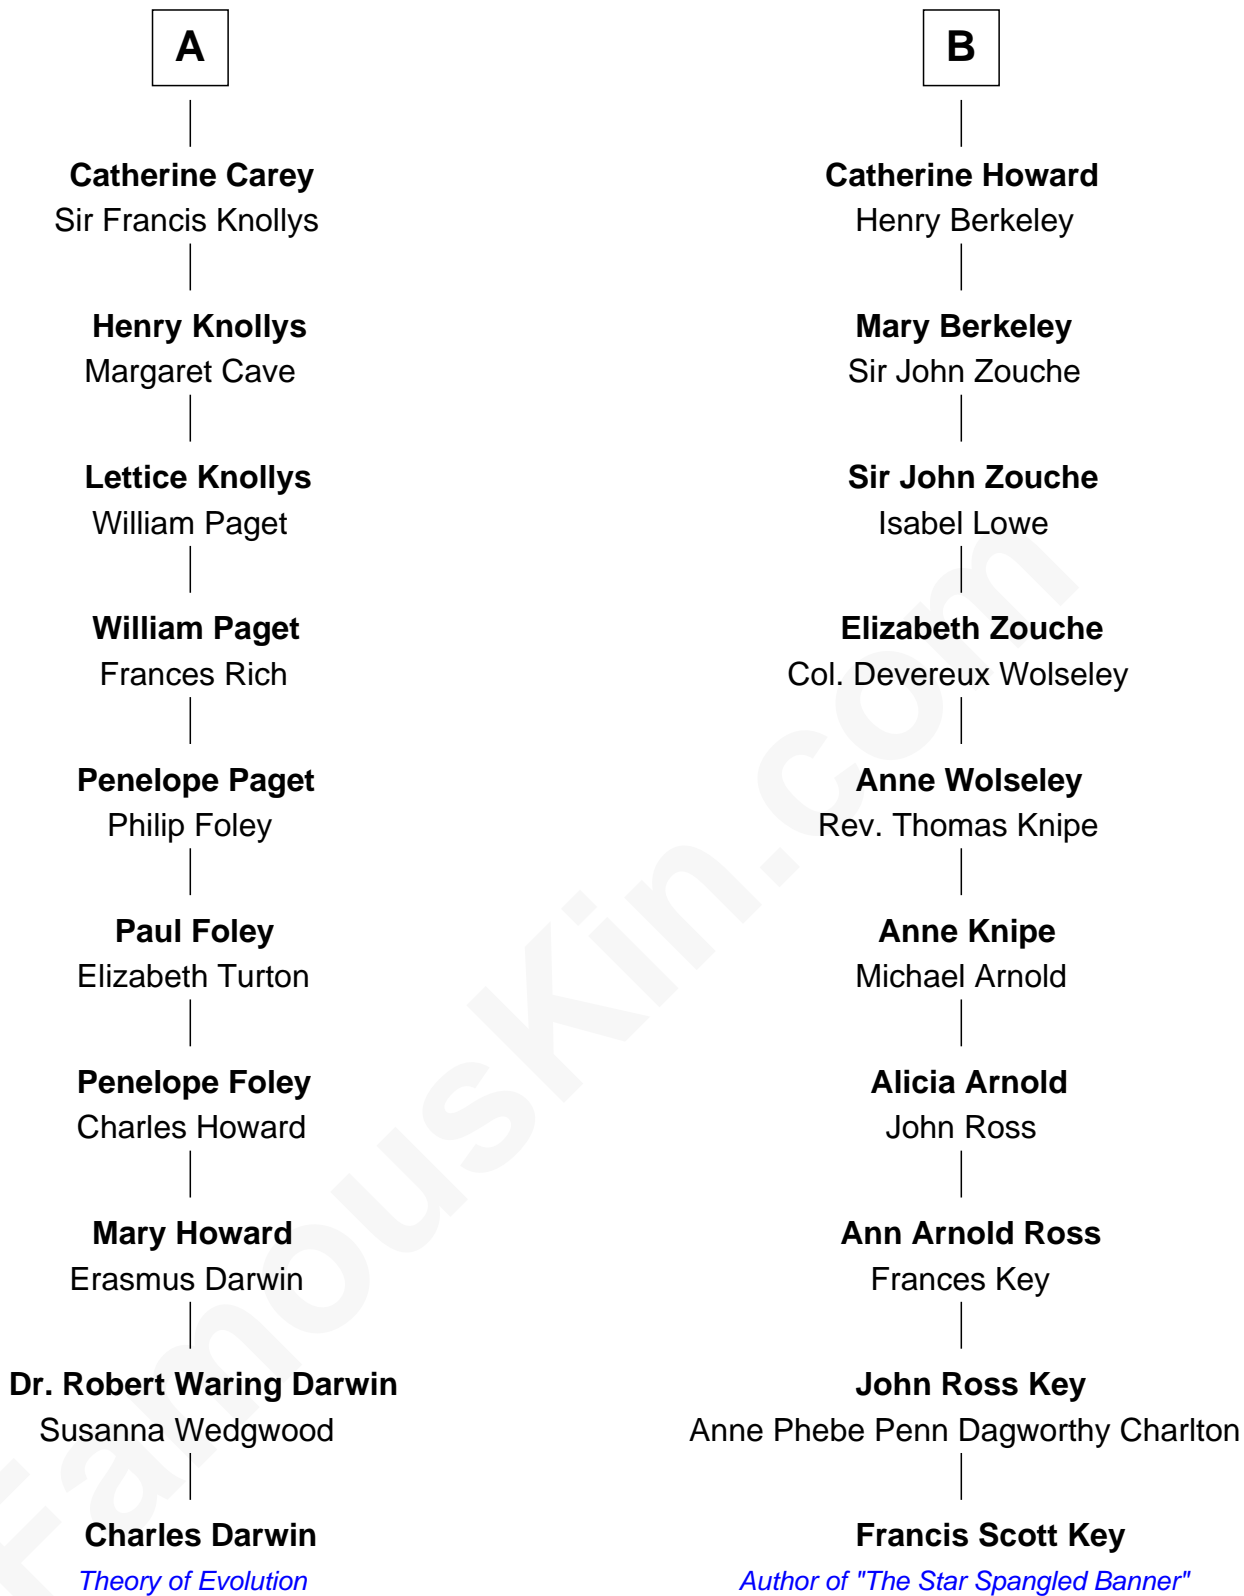 A
Catherine Carey
Sir Francis Knollys
Henry Knollys
Margaret Cave
Lettice Knollys
William Paget
William Paget
Frances Rich
Penelope Paget
Philip Foley
Paul Foley
Elizabeth Turton
Penelope Foley
Charles Howard
Mary Howard
Erasmus Darwin
Dr. Robert Waring Darwin
Susanna Wedgwood
Charles Darwin
Theory of Evolution
B
Catherine Howard
Henry Berkeley
Mary Berkeley
Sir John Zouche
Sir John Zouche
Isabel Lowe
Elizabeth Zouche
Col. Devereux Wolseley
Anne Wolseley
Rev. Thomas Knipe
Anne Knipe
Michael Arnold
Alicia Arnold
John Ross
Ann Arnold Ross
Frances Key
John Ross Key
Anne Phebe Penn Dagworthy Charlton
Francis Scott Key
Author of "The Star Spangled Banner"
FamousKin.com